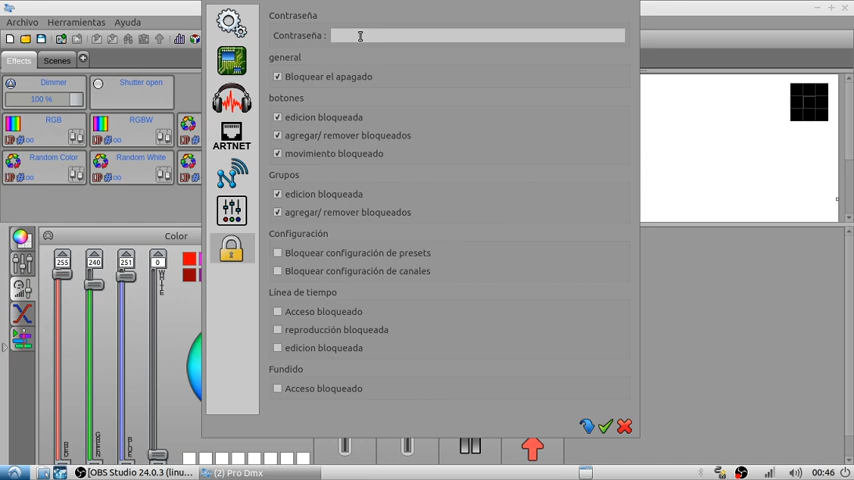 Archivo Herramientas Ayuda
Effects Scenes
Dimmer Shutter open
100 %
RGB RGBW
Random Color Random White
Contraseña
Contraseña :
general
Bloquear el apagado
botones
edicion bloqueada
agregar/ remover bloqueados
movimiento bloqueado
Grupos
edicion bloqueada
agregar/ remover bloqueados
Configuración
Bloquear configuración de presets
Bloquear configuración de canales
Línea de tiempo
Acceso bloqueado
reproducción bloqueada
edicion bloqueada
Fundido
Acceso bloqueado
ARTNET
Color
255 240 251 0
WHITE
[OBS Studio 24.0.3 (linu... (2) Pro Dmx 00:46